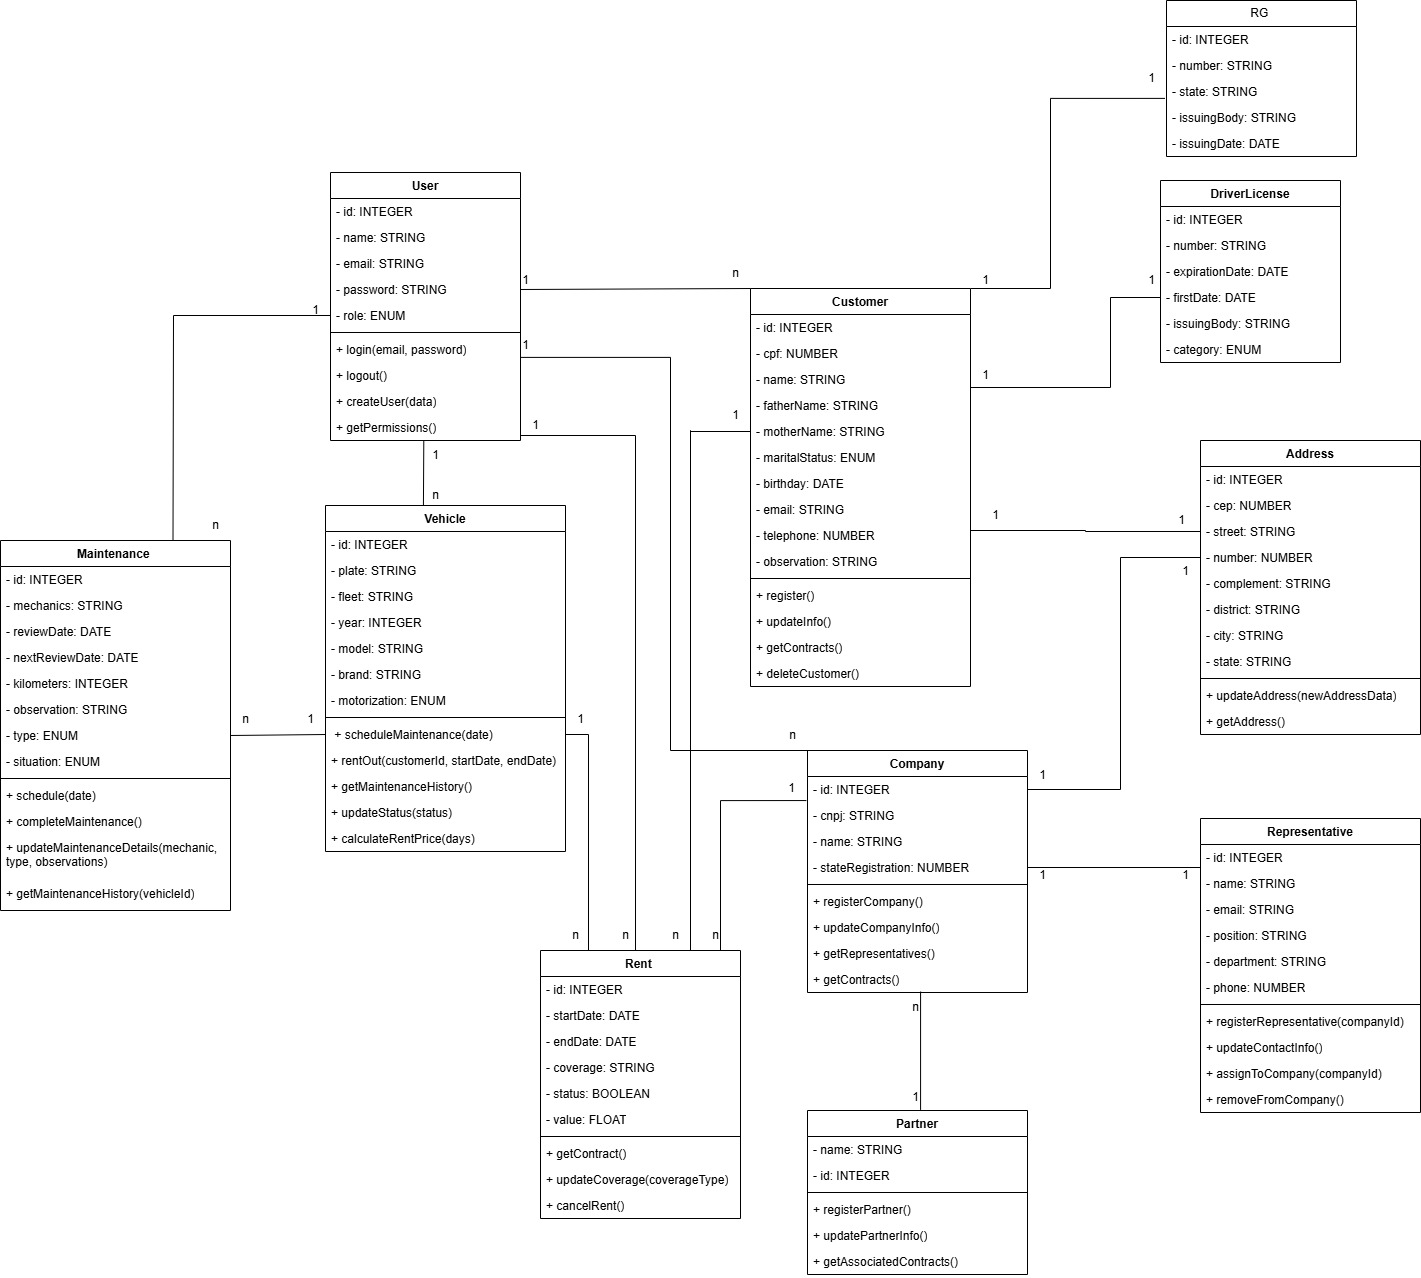 RG
- id: INTEGER
- number: STRING
- state: STRING
- issuingBody: STRING
- issuingDate: DATE
1
1
DriverLicense
- id: INTEGER
- number: STRING
- expirationDate: DATE
- firstDate: DATE
- issuingBody: STRING
- category: ENUM
1
1
User
- id: INTEGER
- name: STRING
- email: STRING
- password: STRING
- role: ENUM
+ login(email, password)
+ logout()
+ createUser(data)
+ getPermissions()
1
n
1
1
1
1
n
n
Customer
- id: INTEGER
- cpf: NUMBER
- name: STRING
- fatherName: STRING
- motherName: STRING
- maritalStatus: ENUM
- birthday: DATE
- email: STRING
- telephone: NUMBER
- observation: STRING
+ register()
+ updateInfo()
+ getContracts()
+ deleteCustomer()
1
1
1
Address
- id: INTEGER
- cep: NUMBER
- street: STRING
- number: NUMBER
- complement: STRING
- district: STRING
- city: STRING
- state: STRING
+ updateAddress(newAddressData)
+ getAddress()
1
Maintenance
- id: INTEGER
- mechanics: STRING
- reviewDate: DATE
- nextReviewDate: DATE
- kilometers: INTEGER
- observation: STRING
- type: ENUM
- situation: ENUM
+ schedule(date)
+ completeMaintenance()
+ updateMaintenanceDetails(mechanic,
type, observations)
+ getMaintenanceHistory(vehicleId)
n
1
Vehicle
- id: INTEGER
- plate: STRING
- fleet: STRING
- year: INTEGER
- model: STRING
- brand: STRING
- motorization: ENUM
+ scheduleMaintenance(date)
+ rentOut(customerId, startDate, endDate)
+ getMaintenanceHistory()
+ updateStatus(status)
+ calculateRentPrice(days)
1
n
1
1
Company
- id: INTEGER
- cnpj: STRING
- name: STRING
- stateRegistration: NUMBER
+ registerCompany()
+ updateCompanyInfo()
+ getRepresentatives()
+ getContracts()
1
1
Representative
- id: INTEGER
- name: STRING
- email: STRING
- position: STRING
- department: STRING
- phone: NUMBER
+ registerRepresentative(companyId)
+ updateContactInfo()
+ assignToCompany(companyId)
+ removeFromCompany()
n
n
n
n
Rent
- id: INTEGER
- startDate: DATE
- endDate: DATE
- coverage: STRING
- status: BOOLEAN
- value: FLOAT
+ getContract()
+ updateCoverage(coverageType)
+ cancelRent()
n
1
Partner
- name: STRING
- id: INTEGER
+ registerPartner()
+ updatePartnerInfo()
+ getAssociatedContracts()